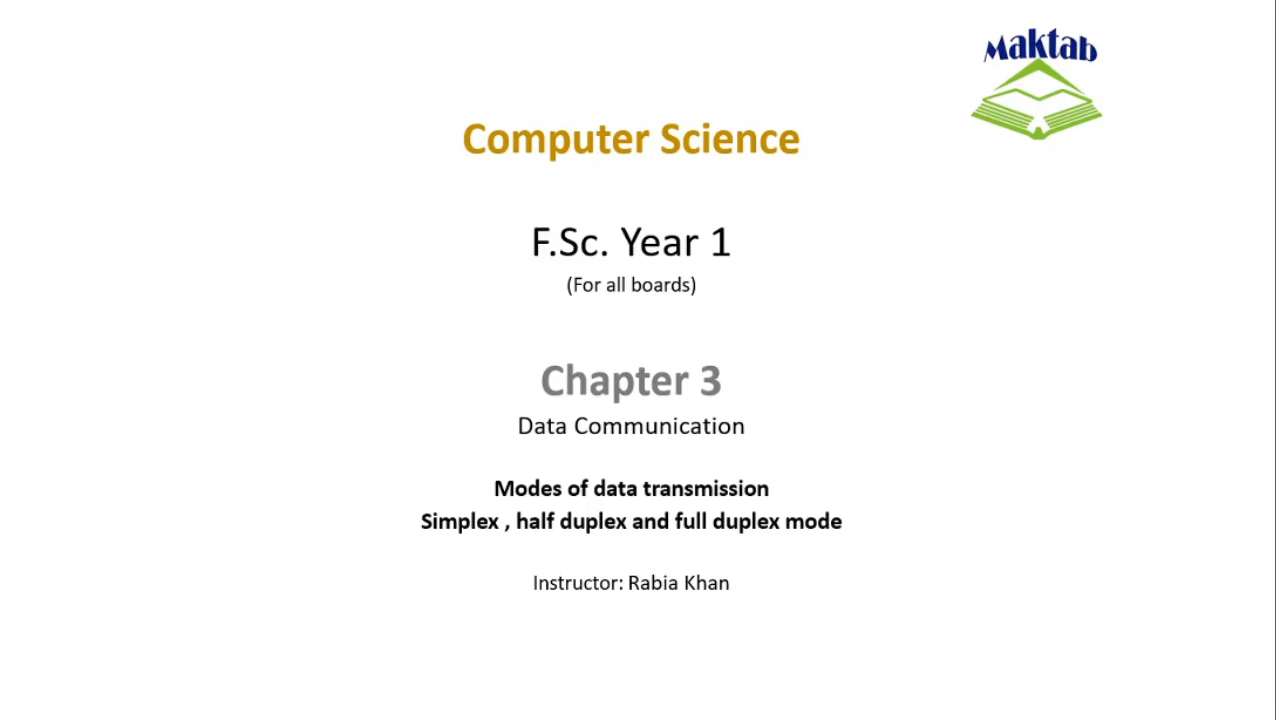 Maktab
Computer Science
F.Sc. Year 1
(For all boards)
Chapter 3
Data Communication
Modes of data transmission
Simplex , half duplex and full duplex mode
Instructor: Rabia Khan